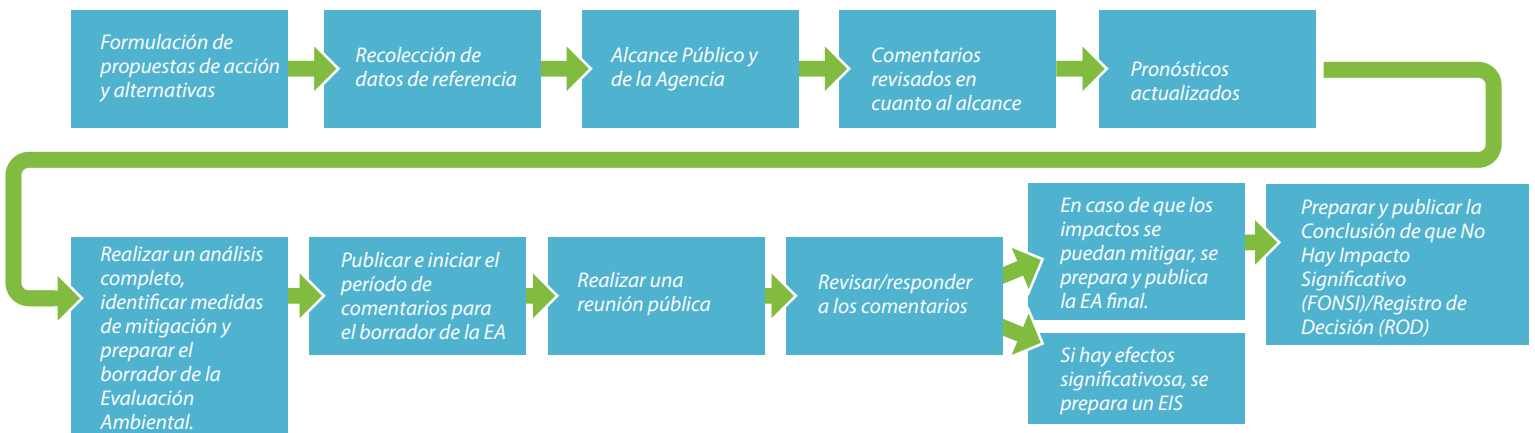 Formulación de
propuestas de acción
y alternativas
Recolección de
datos de referencia
Alcance Público y
de la Agencia
Comentarios
revisados en
cuanto al alcance
Pronósticos
actualizados
Realizar un análisis
completo,
identificar medidas
de mitigación y
preparar el
borrador de la
Evaluación
Ambiental.
Publicar e iniciar el
período de
comentarios para
el borrador de la EA
Realizar una
reunión pública
Revisar/responder
a los comentarios
En caso de que los
impactos se
puedan mitigar, se
prepara y publica
la EA final.
Si hay efectos
significativosa, se
prepara un EIS
Preparar y publicar la
Conclusión de que No
Hay Impacto
Significativo
(FONSI)/Registro de
Decisión (ROD)